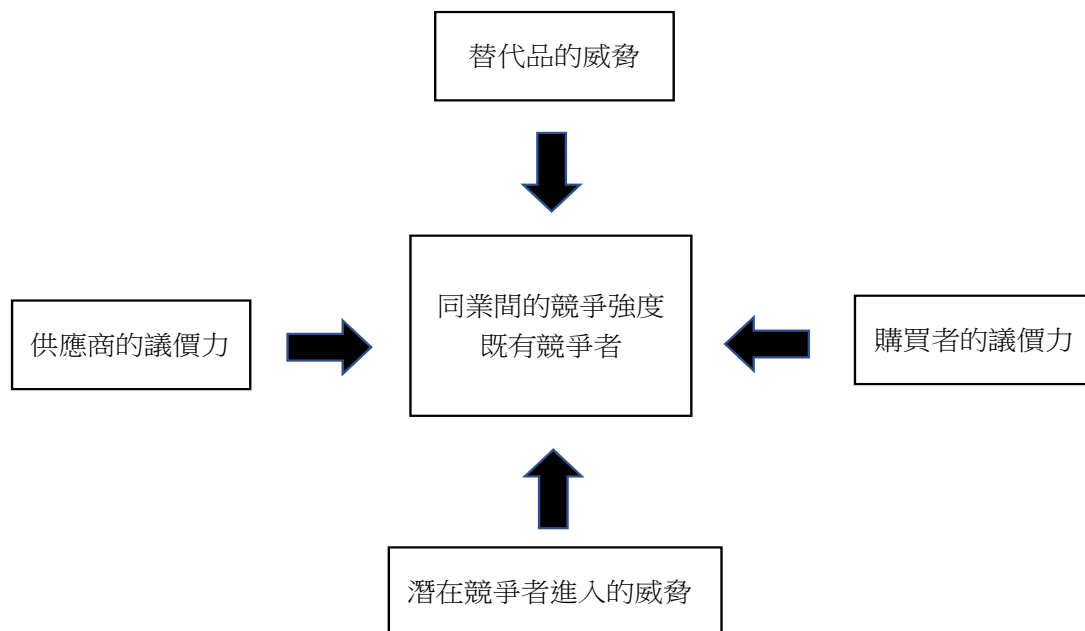 替代品的威脅
同業間的競爭強度
既有競爭者
供應商的議價力
購買者的議價力
潛在競爭者進入的威脅